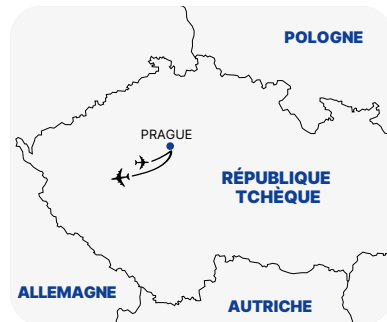 POLOGNE
PRAGUE
RÉPUBLIQUE
TCHÈQUE
ALLEMAGNE
AUTRICHE